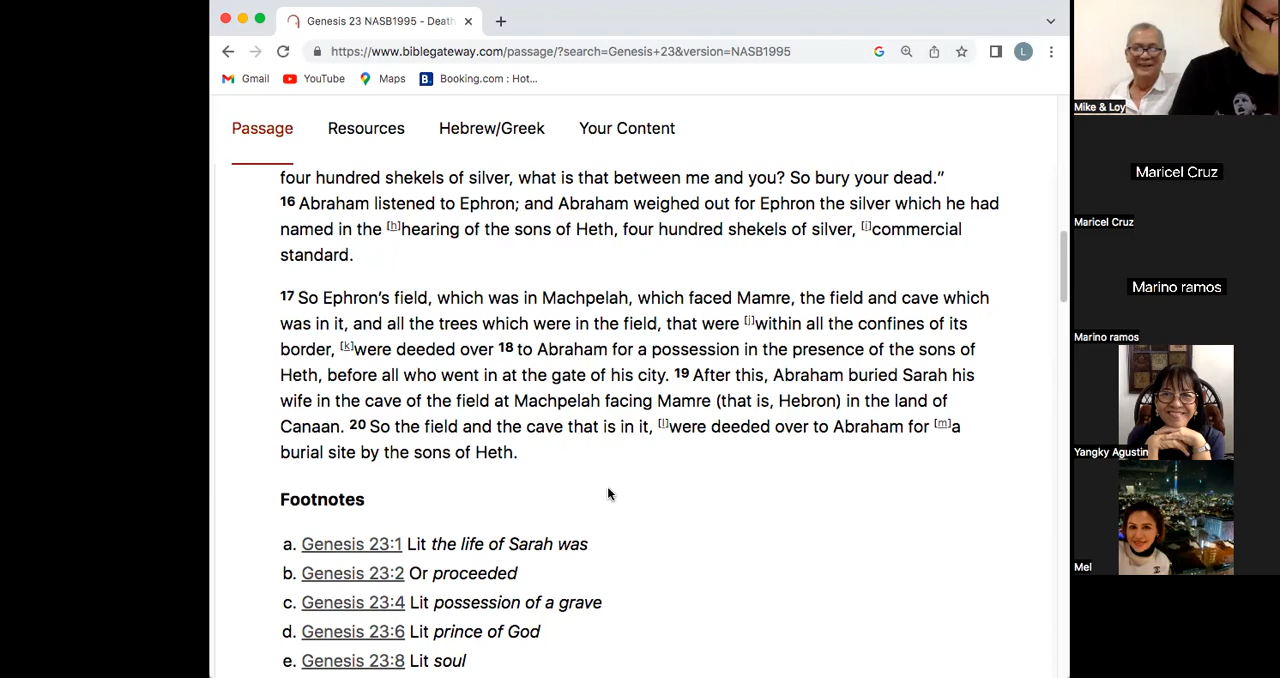 Genesis 23 NASB1995 - Death
https://www.biblegateway.com/passage/?search=Genesis+23&version=NASB1995
L
Gmail
YouTube
Maps
B.
Booking.com : Hot...
Passage
Resources
Hebrew/Greek
Your Content
four hundred shekels of silver, what is that between me and you? So bury your dead.”
16 Abraham listened to Ephron; and Abraham weighed out for Ephron the silver which he had
named in the [h]hearing of the sons of Heth, four hundred shekels of silver, [i]commercial
standard.
17 So Ephron’s field, which was in Machpelah, which faced Mamre, the field and cave which
was in it, and all the trees which were in the field, that were [j]within all the confines of its
border, [k]were deeded over 18 to Abraham for a possession in the presence of the sons of
Heth, before all who went in at the gate of his city. 19 After this, Abraham buried Sarah his
wife in the cave of the field at Machpelah facing Mamre (that is, Hebron) in the land of
Canaan. 20 So the field and the cave that is in it, [l]were deeded over to Abraham for [m]a
burial site by the sons of Heth.
Footnotes
a. Genesis 23:1 Lit the life of Sarah was
b. Genesis 23:2 Or proceeded
c. Genesis 23:4 Lit possession of a grave
d. Genesis 23:6 Lit prince of God
e. Genesis 23:8 Lit soul
Mike & Loy
Maricel Cruz
Maricel Cruz
Marino ramos
Marino ramos
Yangky Agustin
Mel